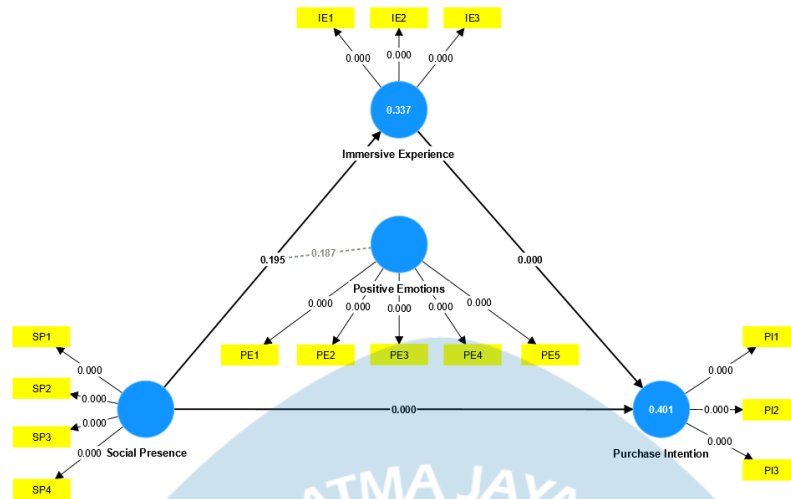 IE1 IE2 IE3
0.000 0.000 0.000
0.337
Immersive Experience
0.195 0.187 0.000
Positive Emotions
0.000 0.000 0.000 0.000 0.000
PE1 PE2 PE3 PE4 PE5
SP1
0.000
SP2
0.000
SP3
0.000
SP4
0.000
Social Presence
0.000
0.401
Purchase Intention
PI1
0.000
PI2
0.000
PI3
0.000
ATMA JAYA